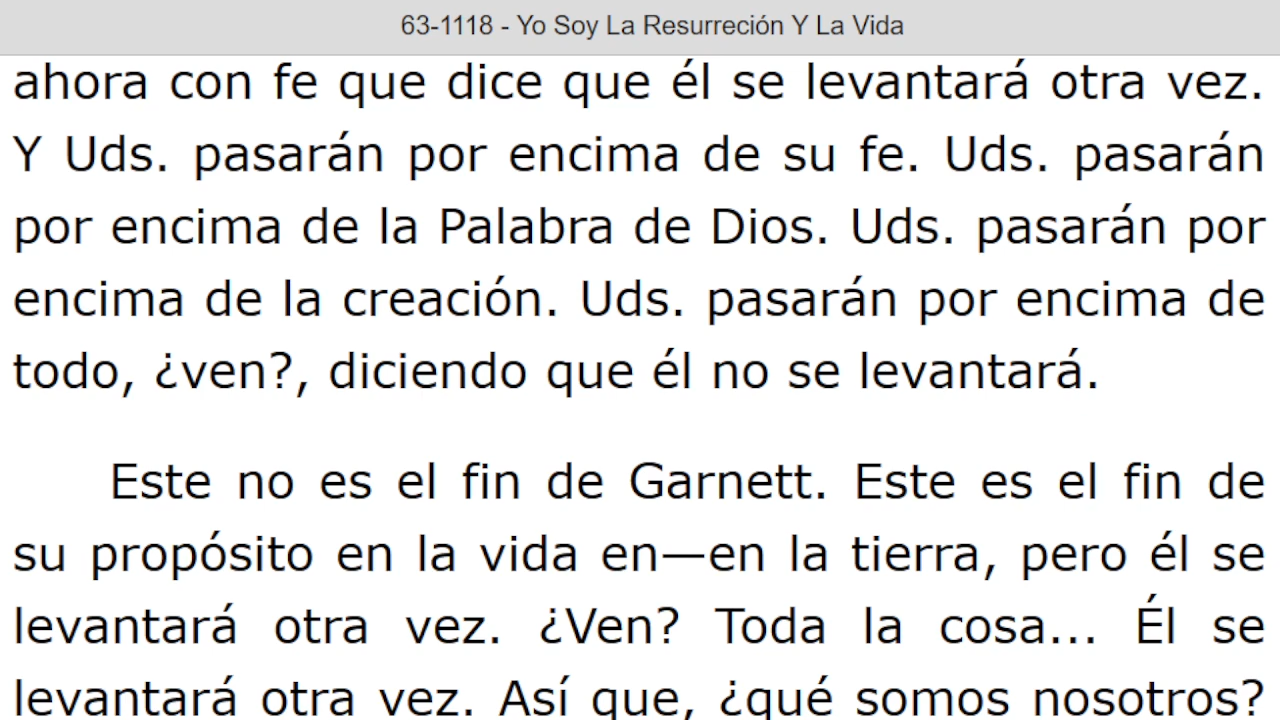 63-1118 - Yo Soy La Resurreción Y La Vida
ahora con fe que dice que él se levantará otra vez.
Y Uds. pasarán por encima de su fe. Uds. pasarán
por encima de la Palabra de Dios. Uds. pasarán por
encima de la creación. Uds. pasarán por encima de
todo, ¿ven?, diciendo que él no se levantará.
Este no es el fin de Garnett. Este es el fin de
su propósito en la vida en—en la tierra, pero él se
levantará otra vez. ¿Ven? Toda la cosa... Él se
levantará otra vez. Así que, ¿qué somos nosotros?